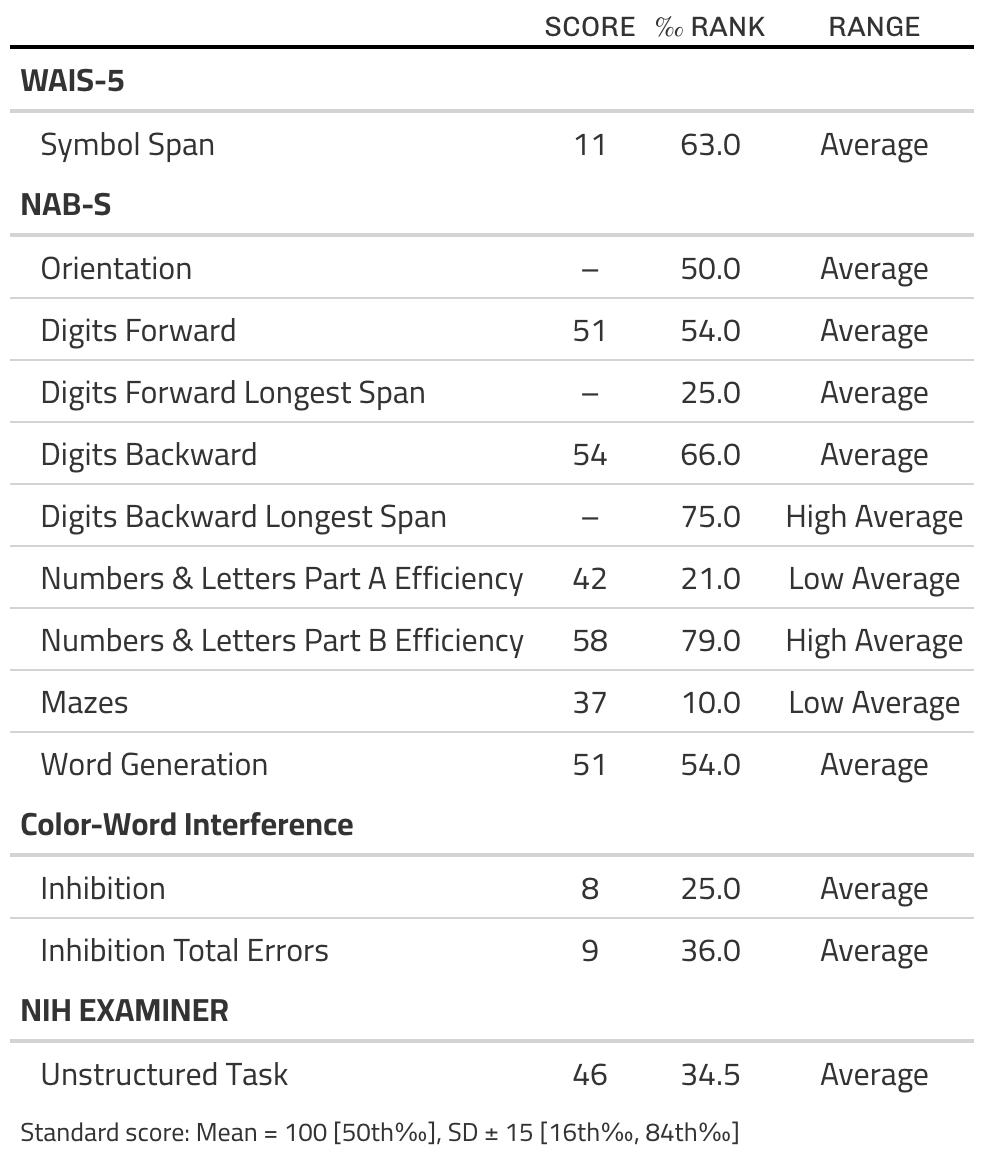 SCORE ‰ RANK RANGE
WAIS-5
Symbol Span 11 63.0 Average
NAB-S
Orientation – 50.0 Average
Digits Forward 51 54.0 Average
Digits Forward Longest Span – 25.0 Average
Digits Backward 54 66.0 Average
Digits Backward Longest Span – 75.0 High Average
Numbers & Letters Part A Efficiency 42 21.0 Low Average
Numbers & Letters Part B Efficiency 58 79.0 High Average
Mazes 37 10.0 Low Average
Word Generation 51 54.0 Average
Color-Word Interference
Inhibition 8 25.0 Average
Inhibition Total Errors 9 36.0 Average
NIH EXAMINER
Unstructured Task 46 34.5 Average
Standard score: Mean = 100 [50th‰], SD ± 15 [16th‰, 84th‰]